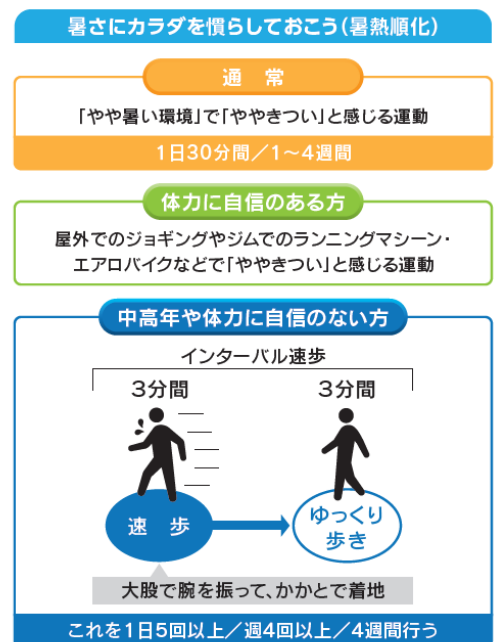 暑さにカラダを慣らしておこう（暑熱順化）
通常
「やや暑い環境」で「ややきつい」と感じる運動
1日30分間／1～4週間
体力に自信のある方
屋外でのジョギングやジムでのランニングマシーン・
エアロバイクなどで「ややきつい」と感じる運動
中高年や体力に自信のない方
インターバル速歩
3分間
3分間
速歩
ゆっくり
歩き
大股で腕を振って、かかとで着地
これを1日5回以上／週4回以上／4週間行う